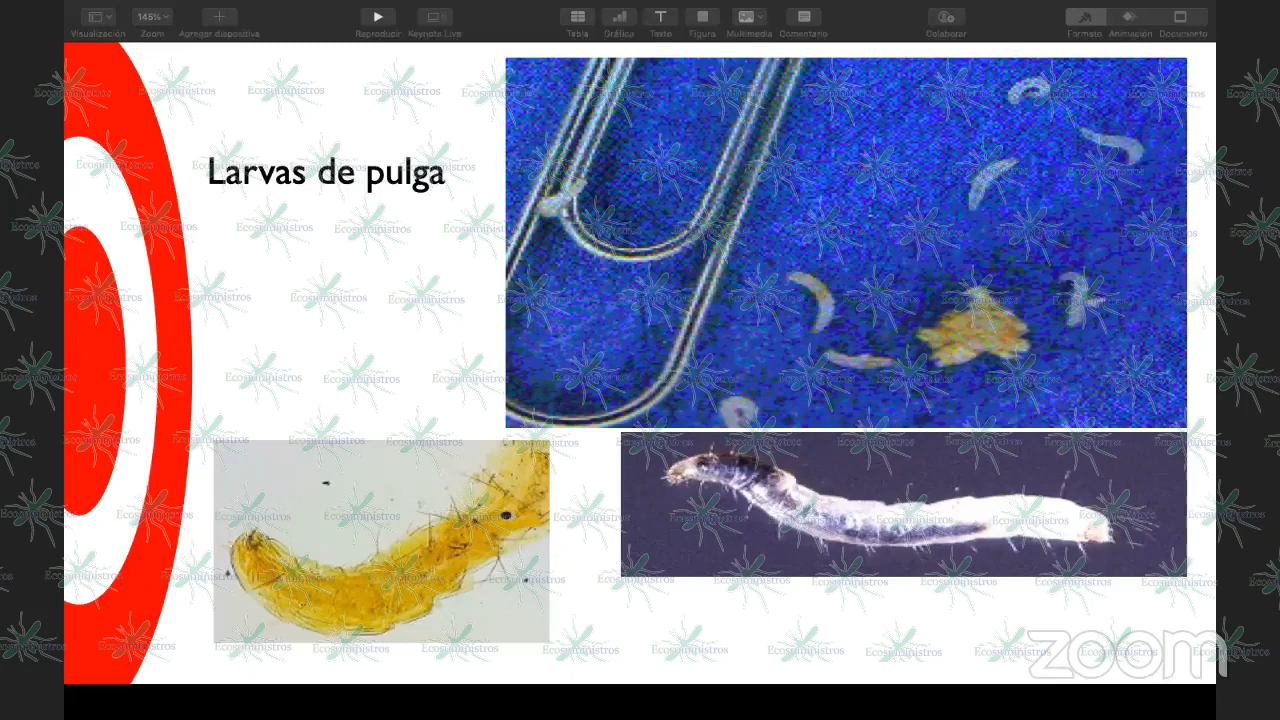 145%
Visualización Zoom Agregar diapositiva Reproducir Keynote Live Tabla Gráfica Texto Figura Multimedia Comentario Colaborar Formato Animación Documento
Larvas de pulga
Ecosuministros
zoom